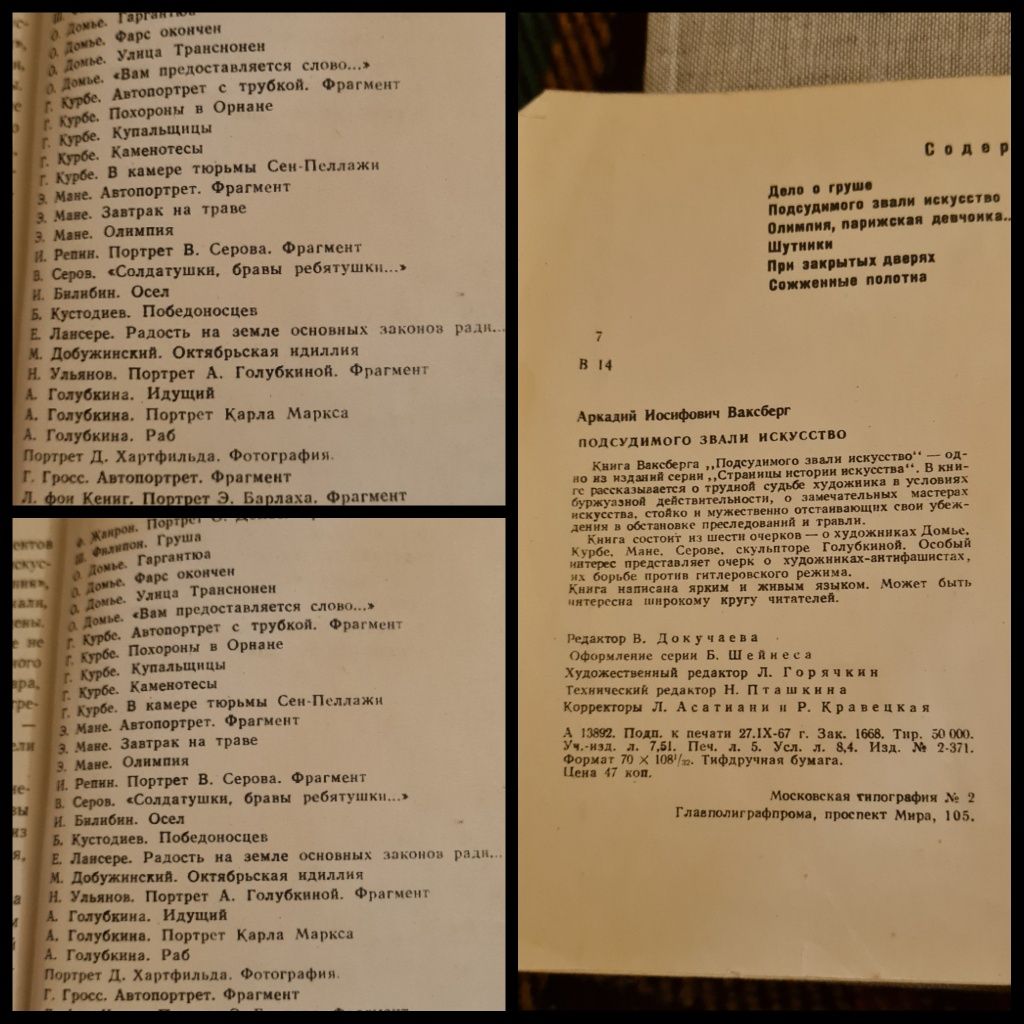 О. Домье. Гаргантюа
О. Домье. Фарс окончен
О. Домье. Улица Транснонен
О. Домье. «Вам предоставляется слово...»
Г. Курбе. Автопортрет с трубкой. Фрагмент
Г. Курбе. Похороны в Орнане
Г. Курбе. Купальщицы
Г. Курбе. Каменотесы
Г. Курбе. В камере тюрьмы Сен-Пеллажи
Э. Мане. Автопортрет. Фрагмент
Э. Мане. Завтрак на траве
Э. Мане. Олимпия
И. Репин. Портрет В. Серова. Фрагмент
В. Серов. «Солдатушки, бравы ребятушки...»
И. Билибин. Осел
Б. Кустодиев. Победоносцев
Е. Лансере. Радость на земле основных законов ради...
М. Добужинский. Октябрьская идиллия
Н. Ульянов. Портрет А. Голубкиной. Фрагмент
А. Голубкина. Идущий
А. Голубкина. Портрет Карла Маркса
А. Голубкина. Раб
Портрет Д. Хартфильда. Фотография.
Г. Гросс. Автопортрет. Фрагмент
Л. фон Кениг. Портрет Э. Барлаха. Фрагмент
Ф. Жанрон. Портрет О.
Ш. Филипон. Груша
О. Домье. Гаргантюа
О. Домье. Фарс окончен
О. Домье. Улица Транснонен
О. Домье. «Вам предоставляется слово...»
Г. Курбе. Автопортрет с трубкой. Фрагмент
Г. Курбе. Похороны в Орнане
Г. Курбе. Купальщицы
Г. Курбе. Каменотесы
Г. Курбе. В камере тюрьмы Сен-Пеллажи
Э. Мане. Автопортрет. Фрагмент
Э. Мане. Завтрак на траве
Э. Мане. Олимпия
И. Репин. Портрет В. Серова. Фрагмент
В. Серов. «Солдатушки, бравы ребятушки...»
И. Билибин. Осел
Б. Кустодиев. Победоносцев
Е. Лансере. Радость на земле основных законов ради...
М. Добужинский. Октябрьская идиллия
Н. Ульянов. Портрет А. Голубкиной. Фрагмент
А. Голубкина. Идущий
А. Голубкина. Портрет Карла Маркса
А. Голубкина. Раб
Портрет Д. Хартфильда. Фотография.
Г. Гросс. Автопортрет. Фрагмент
Содер
Дело о груше
Подсудимого звали искусство
Олимпия, парижская девчонка..
Шутники
При закрытых дверях
Сожженные полотна
7
В 14
Аркадий Иосифович Ваксберг
ПОДСУДИМОГО ЗВАЛИ ИСКУССТВО
Книга Ваксберга „Подсудимого звали искусство“ — од-
но из изданий серии „Страницы истории искусства“. В кни-
ге рассказывается о трудной судьбе художника в условиях
буржуазной действительности, о замечательных мастерах
искусства, стойко и мужественно отстаивающих свои убеж-
дения в обстановке преследований и травли.
Книга состоит из шести очерков — о художниках Домье,
Курбе, Мане, Серове, скульпторе Голубкиной. Особый
интерес представляет очерк о художниках-антифашистах,
их борьбе против гитлеровского режима.
Книга написана ярким и живым языком. Может быть
интересна широкому кругу читателей.
Редактор В. Докучаева
Оформление серии Б. Шейнеса
Художественный редактор Л. Горячкин
Технический редактор Н. Пташкина
Корректоры Л. Асатиани и Р. Кравецкая
А 13892. Подп. к печати 27.IX-67 г. Зак. 1668. Тир. 50 000.
Уч.-изд. л. 7,51. Печ. л. 5. Усл. л. 8,4. Изд. № 2-371.
Формат 70 × 108¹/₃₂. Тифдручная бумага.
Цена 47 коп.
Московская типография № 2
Главполиграфпрома, проспект Мира, 105.